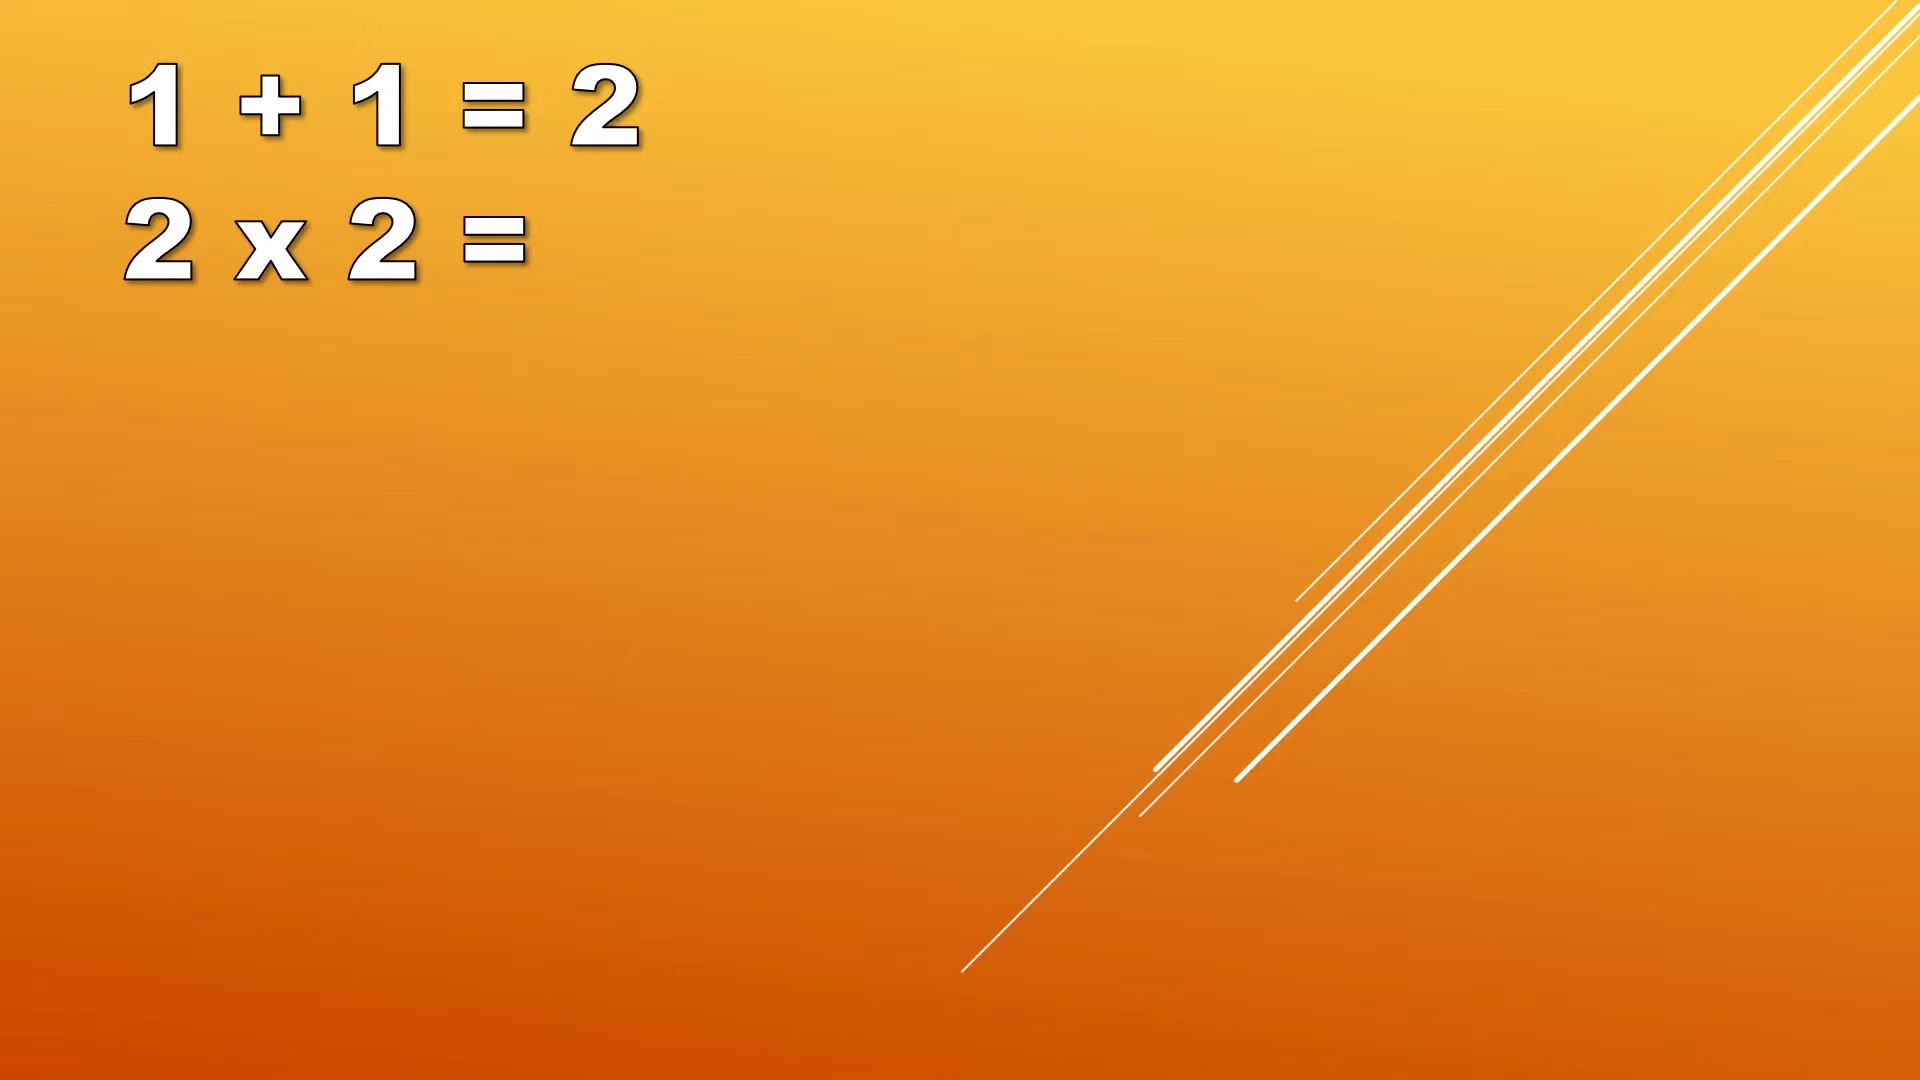 1 + 1 = 2
2 x 2 =